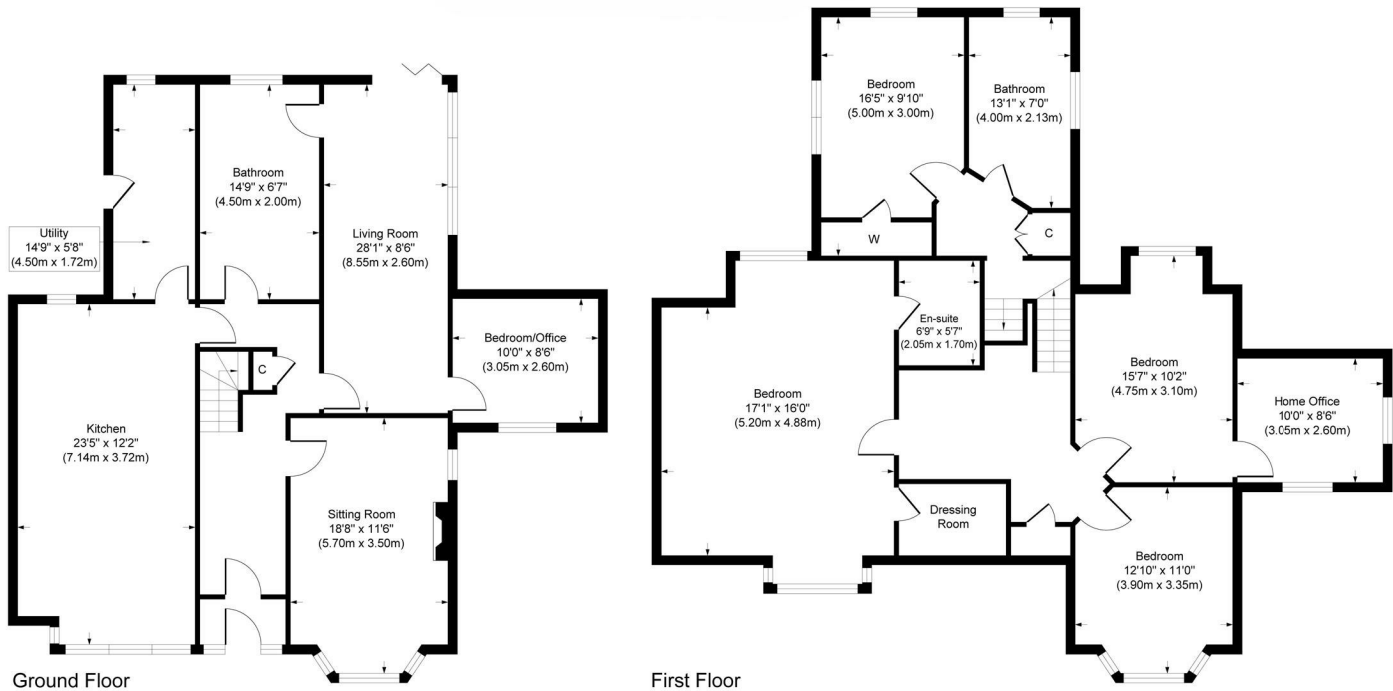 Bathroom
14'9" x 6'7"
(4.50m x 2.00m)
Utility
14'9" x 5'8"
(4.50m x 1.72m)
Living Room
28'1" x 8'6"
(8.55m x 2.60m)
Bedroom/Office
10'0" x 8'6"
(3.05m x 2.60m)
C
Kitchen
23'5" x 12'2"
(7.14m x 3.72m)
Sitting Room
18'8" x 11'6"
(5.70m x 3.50m)
Ground Floor
Bedroom
16'5" x 9'10"
(5.00m x 3.00m)
Bathroom
13'1" x 7'0"
(4.00m x 2.13m)
W
C
En-suite
6'9" x 5'7"
(2.05m x 1.70m)
Bedroom
17'1" x 16'0"
(5.20m x 4.88m)
Bedroom
15'7" x 10'2"
(4.75m x 3.10m)
Home Office
10'0" x 8'6"
(3.05m x 2.60m)
Dressing
Room
Bedroom
12'10" x 11'0"
(3.90m x 3.35m)
First Floor